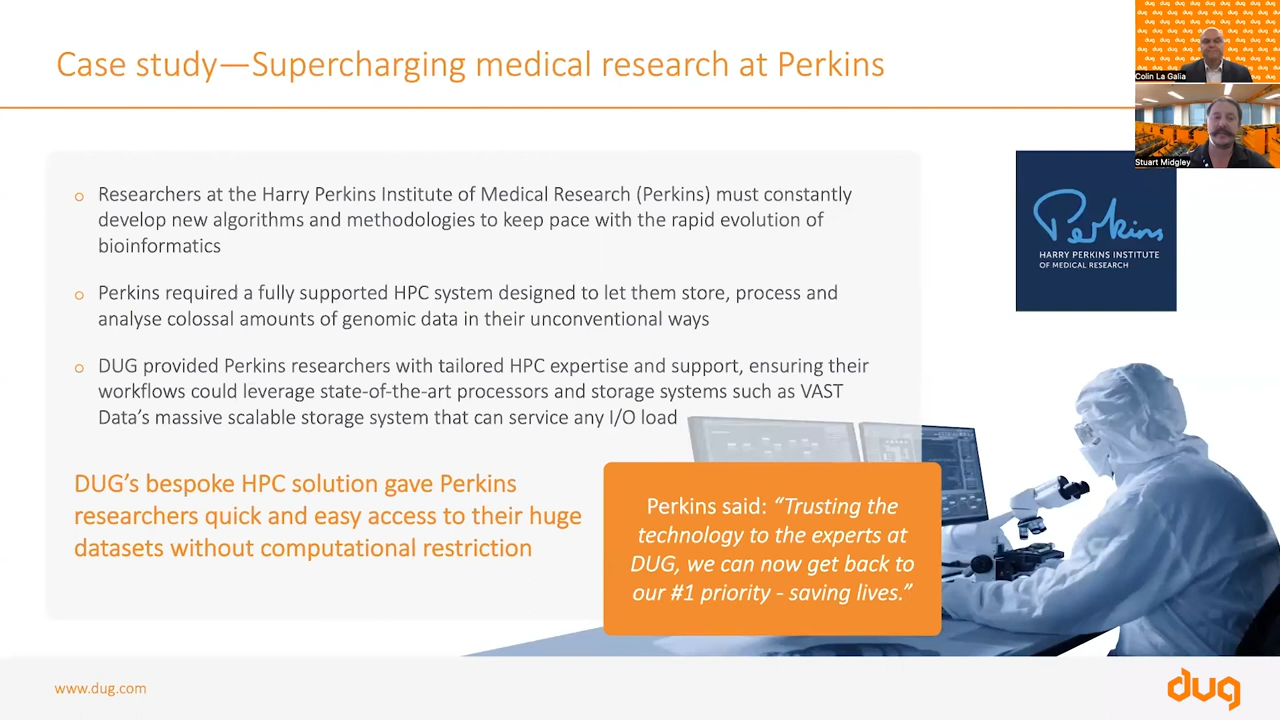 Case study—Supercharging medical research at Perkins
Colin La Galia
Stuart Midgley
Researchers at the Harry Perkins Institute of Medical Research (Perkins) must constantly
develop new algorithms and methodologies to keep pace with the rapid evolution of
bioinformatics
Perkins
HARRY PERKINS INSTITUTE
OF MEDICAL RESEARCH
Perkins required a fully supported HPC system designed to let them store, process and
analyse colossal amounts of genomic data in their unconventional ways
DUG provided Perkins researchers with tailored HPC expertise and support, ensuring their
workflows could leverage state-of-the-art processors and storage systems such as VAST
Data’s massive scalable storage system that can service any I/O load
DUG’s bespoke HPC solution gave Perkins
researchers quick and easy access to their huge
datasets without computational restriction
Perkins said: “Trusting the
technology to the experts at
DUG, we can now get back to
our #1 priority - saving lives.”
www.dug.com
dug